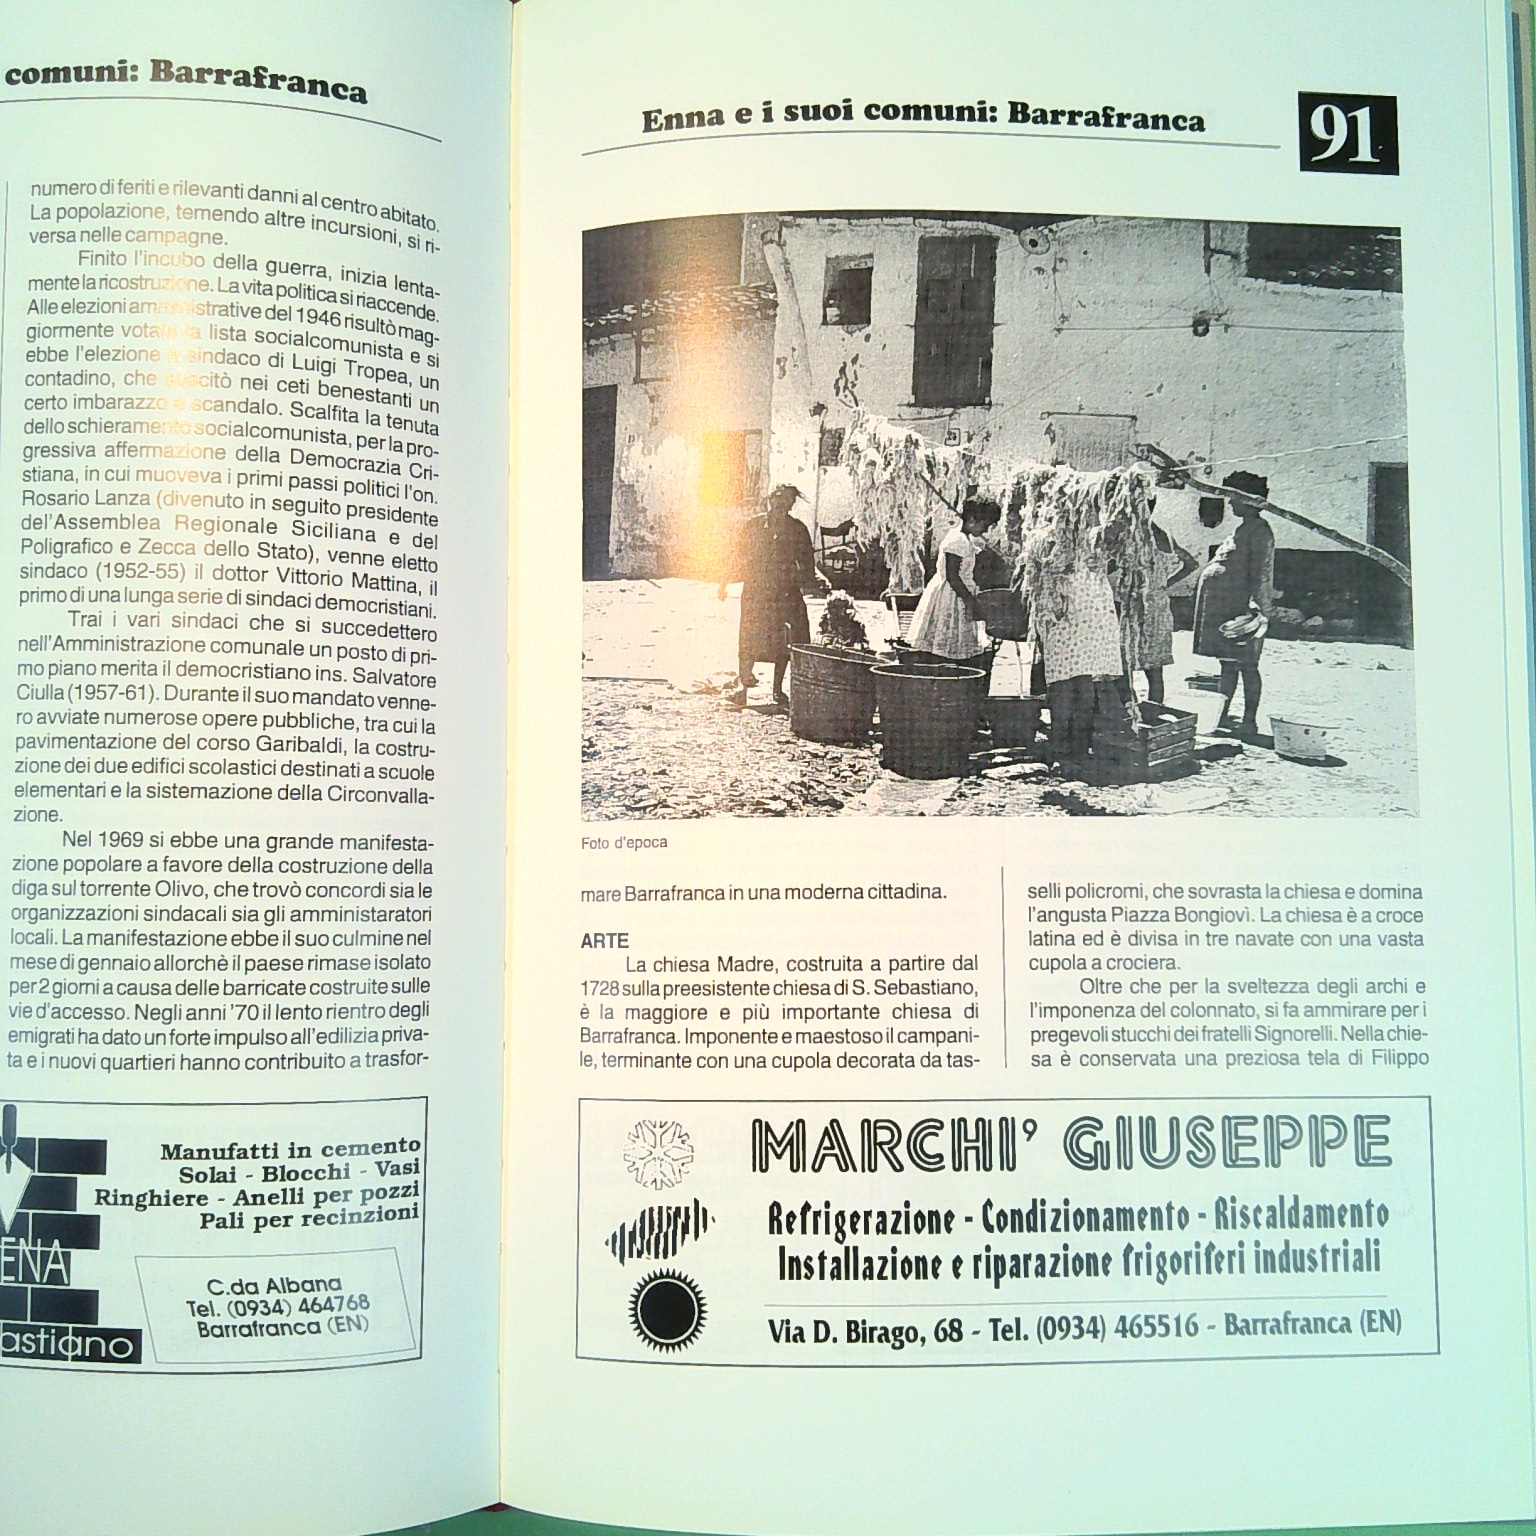 comuni: Barrafranca
numero di feriti e rilevanti danni al centro abitato.
La popolazione, temendo altre incursioni, si ri-
versa nelle campagne.
Finito l'incubo della guerra, inizia lenta-
mente la ricostruzione. La vita politica si riaccende.
Alle elezioni amministrative del 1946 risultò mag-
giormente votata la lista socialcomunista e si
ebbe l'elezione a sindaco di Luigi Tropea, un
contadino, che suscitò nei ceti benestanti un
certo imbarazzo e scandalo. Scalfita la tenuta
dello schieramento socialcomunista, per la pro-
gressiva affermazione della Democrazia Cri-
stiana, in cui muoveva i primi passi politici l'on.
Rosario Lanza (divenuto in seguito presidente
del'Assemblea Regionale Siciliana e del
Poligrafico e Zecca dello Stato), venne eletto
sindaco (1952-55) il dottor Vittorio Mattina, il
primo di una lunga serie di sindaci democristiani.
Trai i vari sindaci che si succedettero
nell'Amministrazione comunale un posto di pri-
mo piano merita il democristiano ins. Salvatore
Ciulla (1957-61). Durante il suo mandato venne-
ro avviate numerose opere pubbliche, tra cui la
pavimentazione del corso Garibaldi, la costru-
zione dei due edifici scolastici destinati a scuole
elementari e la sistemazione della Circonvalla-
zione.
Nel 1969 si ebbe una grande manifesta-
zione popolare a favore della costruzione della
diga sul torrente Olivo, che trovò concordi sia le
organizzazioni sindacali sia gli amministaratori
locali. La manifestazione ebbe il suo culmine nel
mese di gennaio allorchè il paese rimase isolato
per 2 giorni a causa delle barricate costruite sulle
vie d'accesso. Negli anni '70 il lento rientro degli
emigrati ha dato un forte impulso all'edilizia priva-
ta e i nuovi quartieri hanno contribuito a trasfor-
Manufatti in cemento
Solai - Blocchi - Vasi
Ringhiere - Anelli per pozzi
Pali per recinzioni
ENA
astiano
C.da Albana
Tel. (0934) 464768
Barrafranca (EN)
Enna e i suoi comuni: Barrafranca
91
Foto d'epoca
mare Barrafranca in una moderna cittadina.
ARTE
La chiesa Madre, costruita a partire dal
1728 sulla preesistente chiesa di S. Sebastiano,
è la maggiore e più importante chiesa di
Barrafranca. Imponente e maestoso il campani-
le, terminante con una cupola decorata da tas-
selli policromi, che sovrasta la chiesa e domina
l'angusta Piazza Bongiovì. La chiesa è a croce
latina ed è divisa in tre navate con una vasta
cupola a crociera.
Oltre che per la sveltezza degli archi e
l'imponenza del colonnato, si fa ammirare per i
pregevoli stucchi dei fratelli Signorelli. Nella chie-
sa è conservata una preziosa tela di Filippo
MARCHI' GIUSEPPE
Refrigerazione - Condizionamento - Riscaldamento
Installazione e riparazione frigoriferi industriali
Via D. Birago, 68 - Tel. (0934) 465516 - Barrafranca (EN)